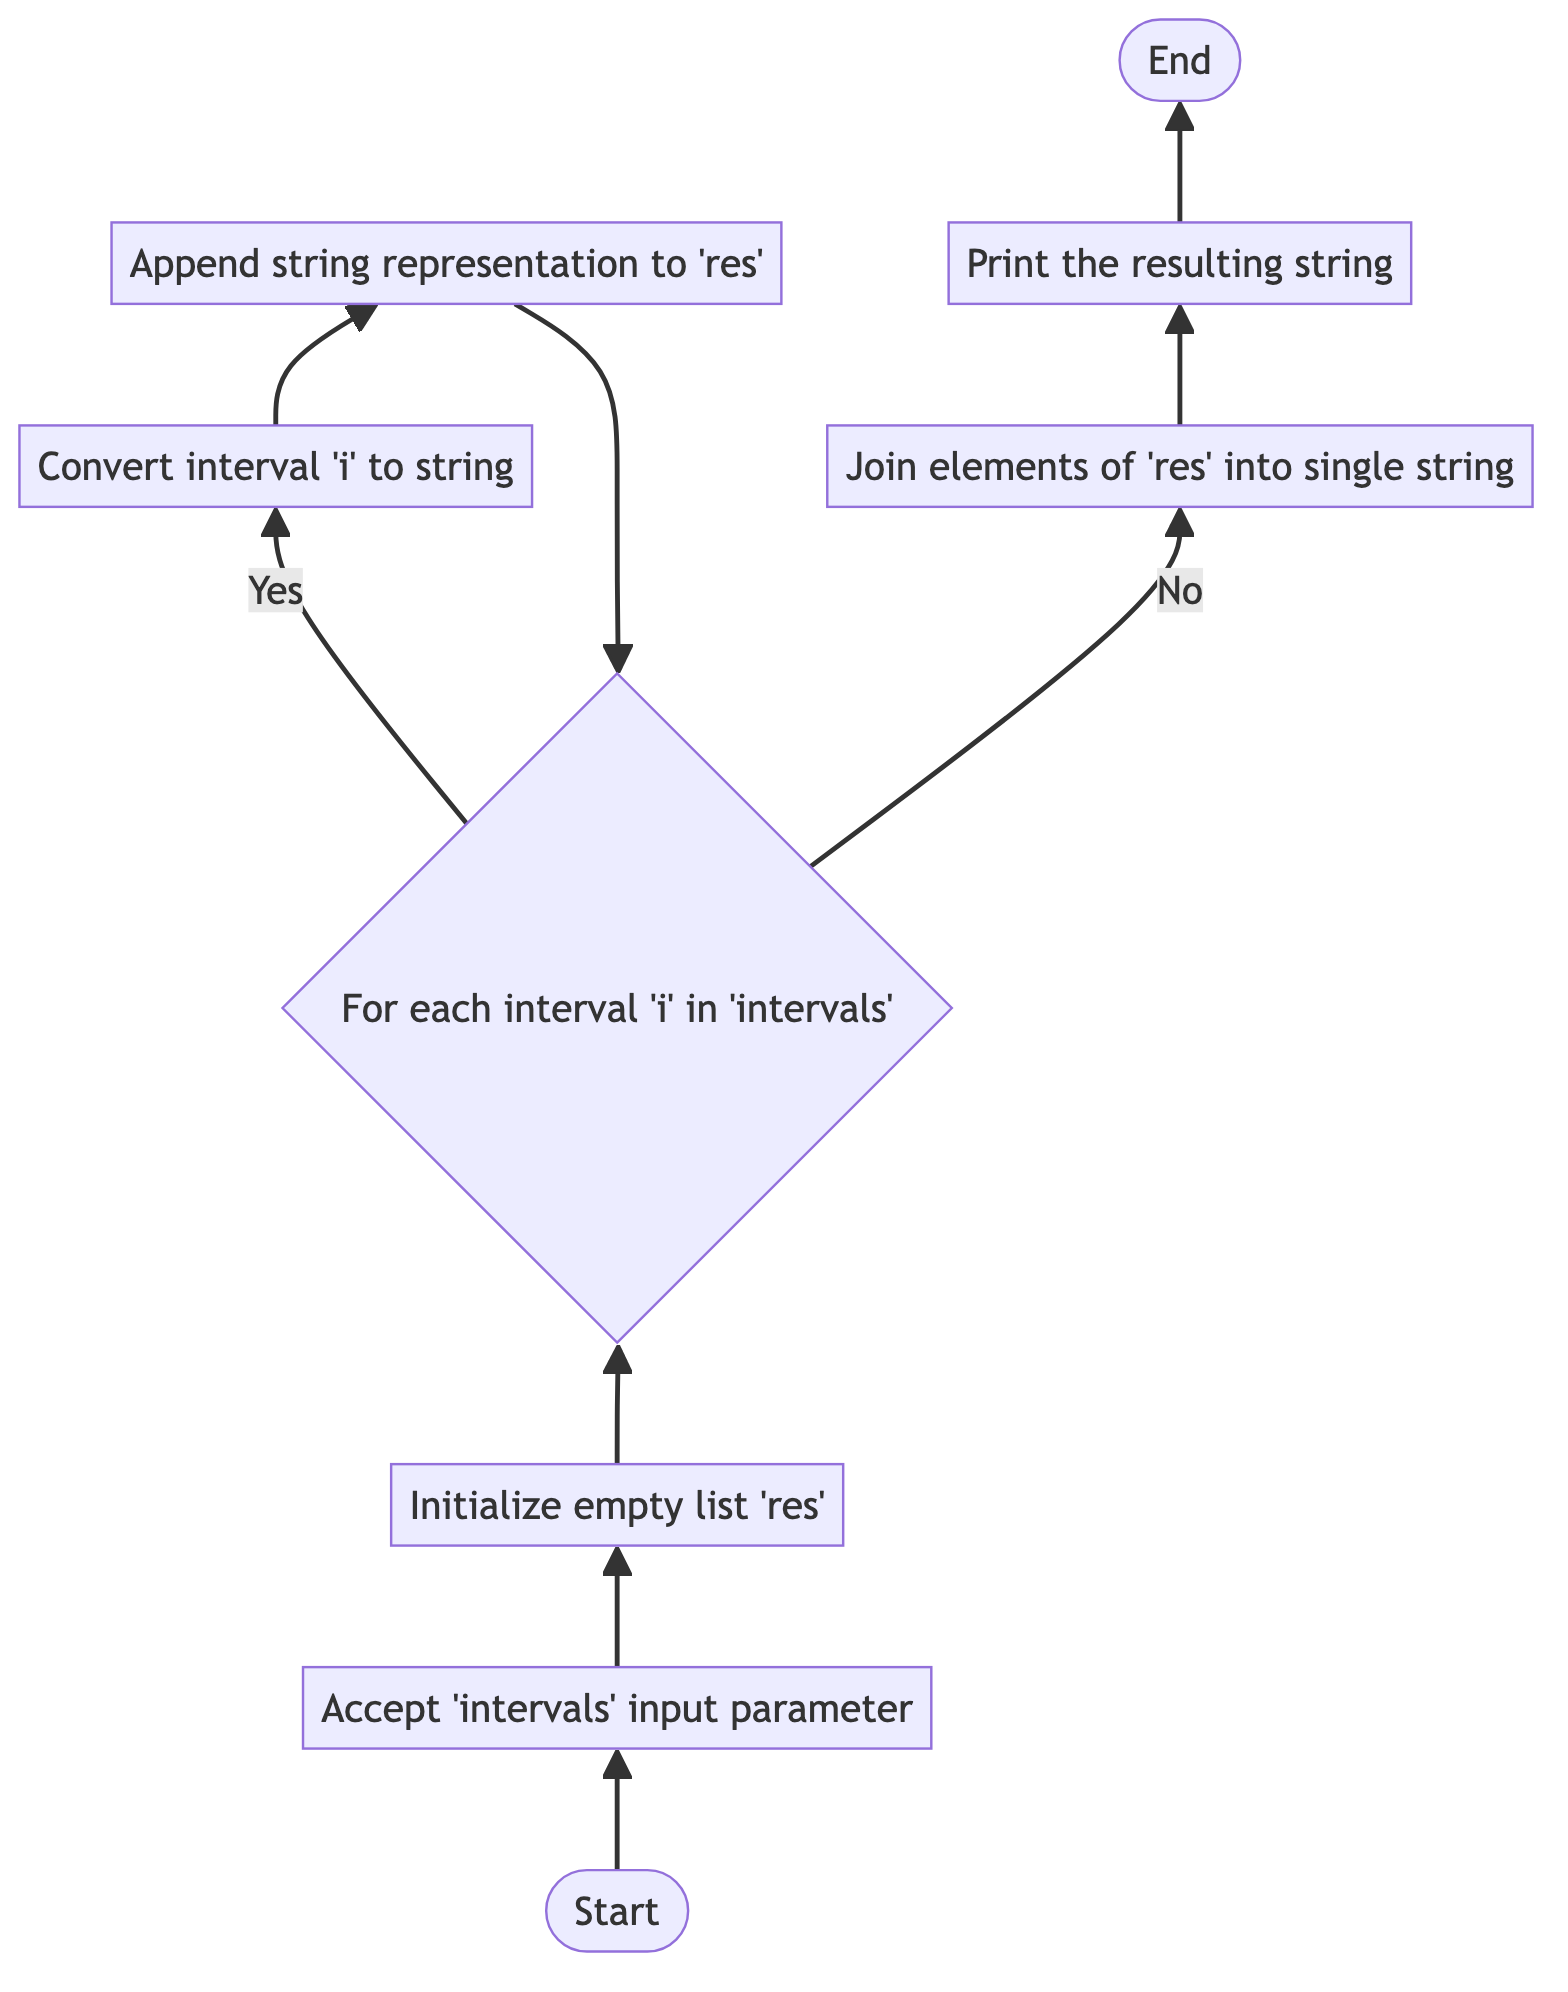 End
Append string representation to 'res'
Print the resulting string
Convert interval 'i' to string
Join elements of 'res' into single string
Yes
No
For each interval 'i' in 'intervals'
Initialize empty list 'res'
Accept 'intervals' input parameter
Start